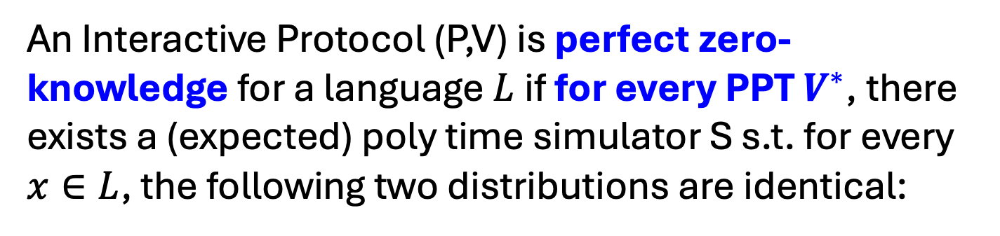 An Interactive Protocol (P,V) is perfect zero-
knowledge for a language 𝐿 if for every PPT 𝑽*, there
exists a (expected) poly time simulator S s.t. for every
𝑥 ∈ 𝐿, the following two distributions are identical: